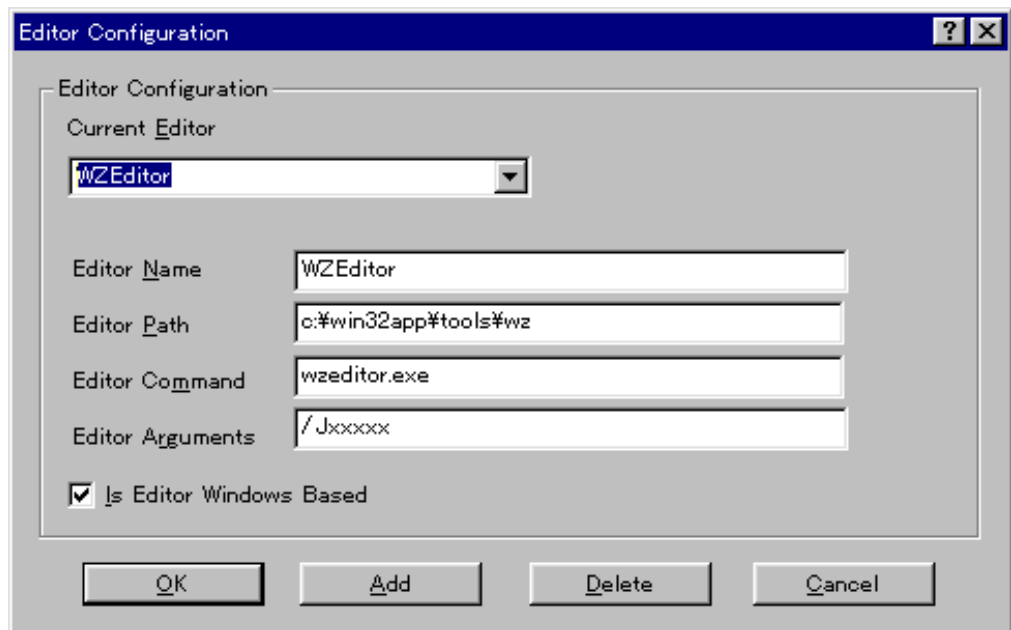 Editor Configuration
Editor Configuration
Current Editor
WZEditor
Editor Name WZEditor
Editor Path c:¥win32app¥tools¥wz
Editor Command wzeditor.exe
Editor Arguments /Jxxxxx
Is Editor Windows Based
OK Add Delete Cancel